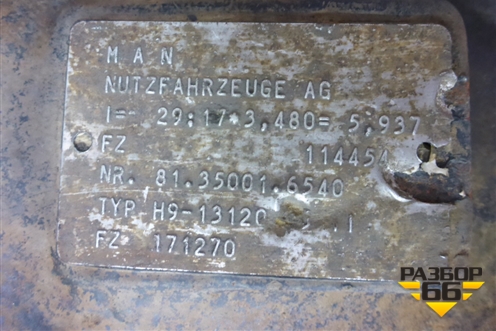 M A N
NUTZFAHRZEUGE AG
I=- 29:17*3,480= 5,937
FZ 114454
NR. 81.35001.6540
TYP H9-13120
FZ 171270
РАЗБОР
66